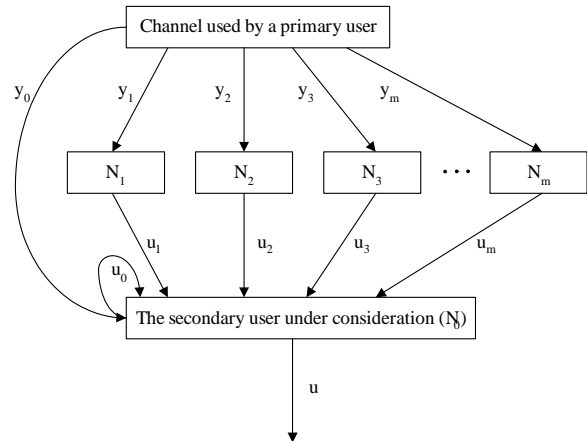 Channel used by a primary user
y0 y1 y2 y3 ym
N1 N2 N3 ··· Nm
u0 u1 u2 u3 um
The secondary user under consideration (N0)
u